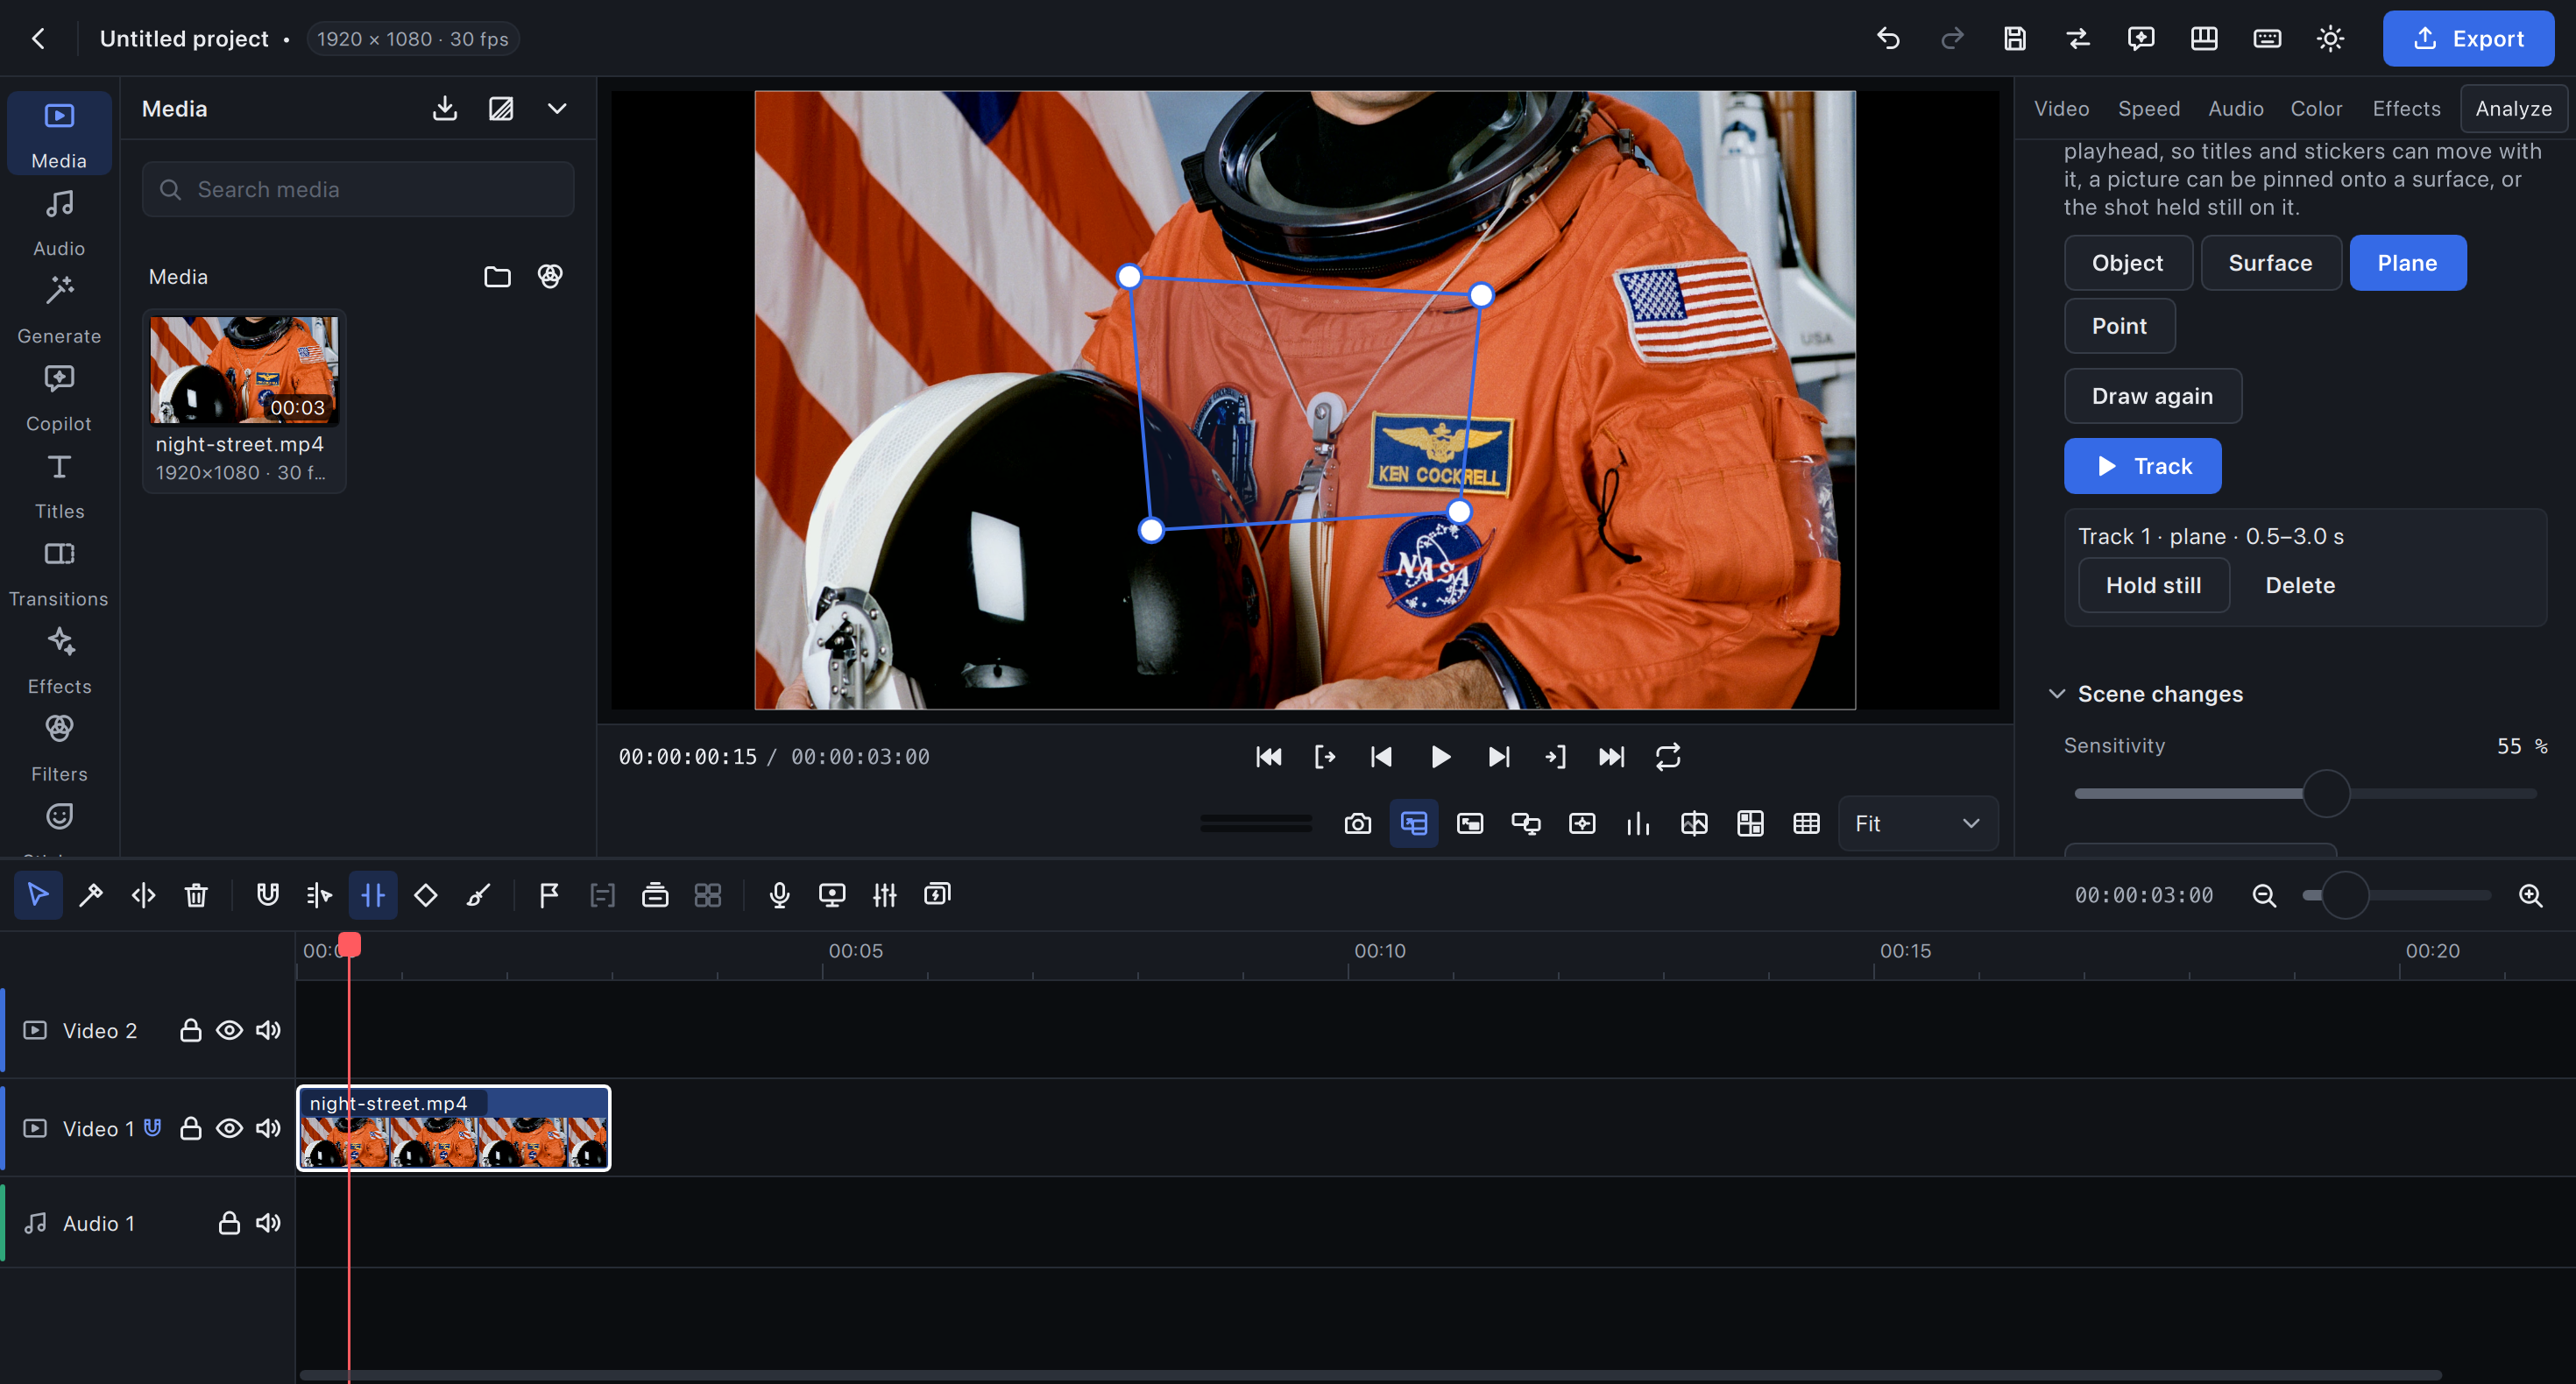 Untitled project •
1920 × 1080 · 30 fps
Export
Media
Audio
Generate
Copilot
Titles
Transitions
Effects
Filters
Media
Search media
Media
00:03
night-street.mp4
1920×1080 · 30 f...
USA
KEN COCKRELL
NASA
00:00:00:15 / 00:00:03:00
Fit
Video
Speed
Audio
Color
Effects
Analyze
playhead, so titles and stickers can move with
it, a picture can be pinned onto a surface, or
the shot held still on it.
Object
Surface
Plane
Point
Draw again
Track
Track 1 · plane · 0.5–3.0 s
Hold still
Delete
Scene changes
Sensitivity
55 %
00:00:03:00
00:05
00:10
00:15
00:20
Video 2
Video 1
night-street.mp4
Audio 1